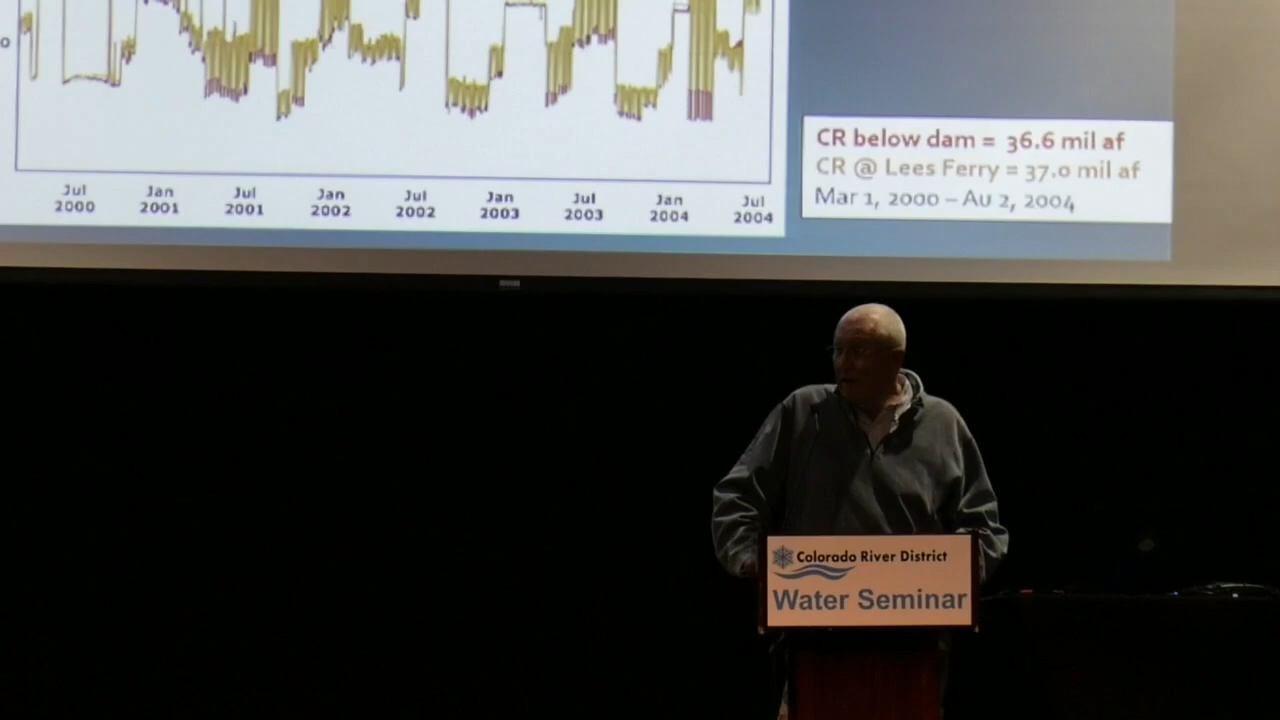 CR below dam = 36.6 mil af
CR @ Lees Ferry = 37.0 mil af
Mar 1, 2000 – Au 2, 2004
Jul Jan Jul Jan Jul Jan Jul Jan Jul
2000 2001 2001 2002 2002 2003 2003 2004 2004
Colorado River District
Water Seminar